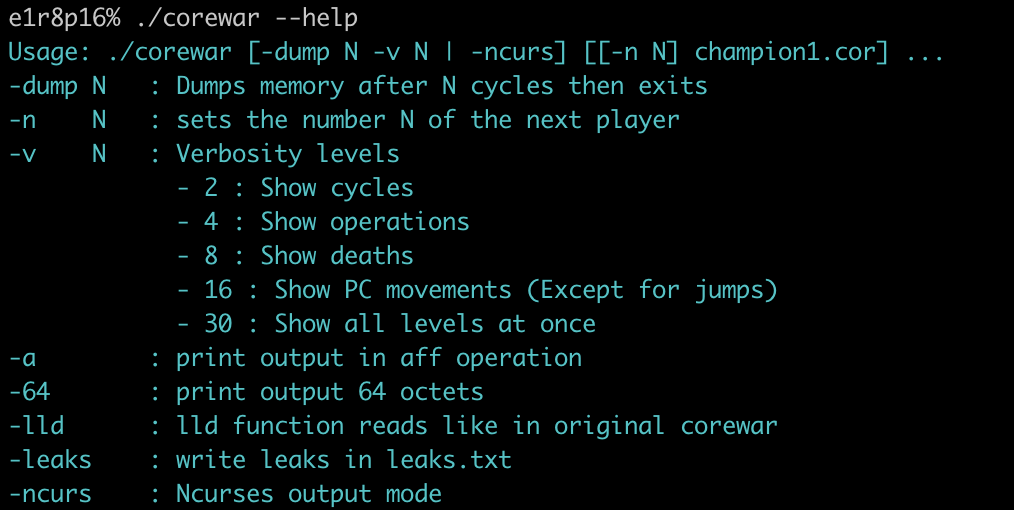 e1r8p16% ./corewar --help
Usage: ./corewar [-dump N -v N | -ncurs] [[-n N] champion1.cor] ...
-dump N   : Dumps memory after N cycles then exits
-n    N   : sets the number N of the next player
-v    N   : Verbosity levels
            - 2 : Show cycles
            - 4 : Show operations
            - 8 : Show deaths
            - 16 : Show PC movements (Except for jumps)
            - 30 : Show all levels at once
-a        : print output in aff operation
-64       : print output 64 octets
-lld      : lld function reads like in original corewar
-leaks    : write leaks in leaks.txt
-ncurs    : Ncurses output mode